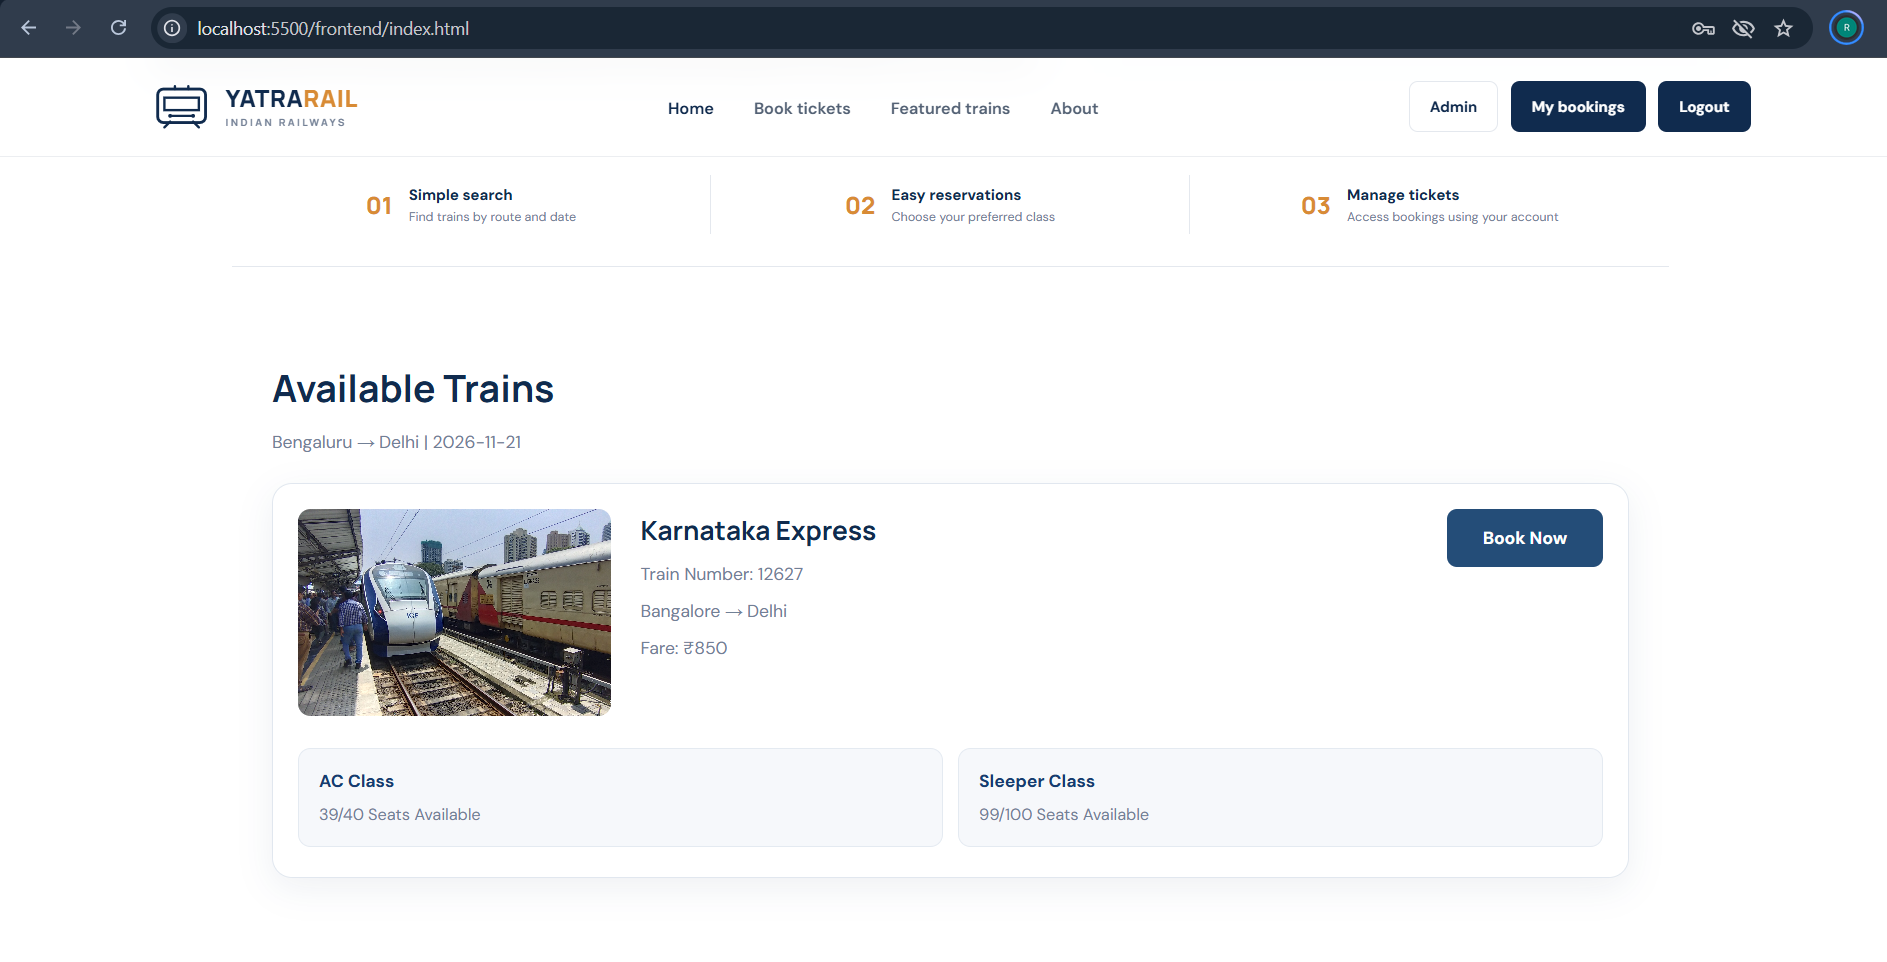 localhost:5500/frontend/index.html
R
YATRARAIL
INDIAN RAILWAYS
Home
Book tickets
Featured trains
About
Admin
My bookings
Logout
01
Simple search
Find trains by route and date
02
Easy reservations
Choose your preferred class
03
Manage tickets
Access bookings using your account
Available Trains
Bengaluru → Delhi | 2026-11-21
Karnataka Express
Book Now
Train Number: 12627
Bangalore → Delhi
Fare: ₹850
AC Class
39/40 Seats Available
Sleeper Class
99/100 Seats Available